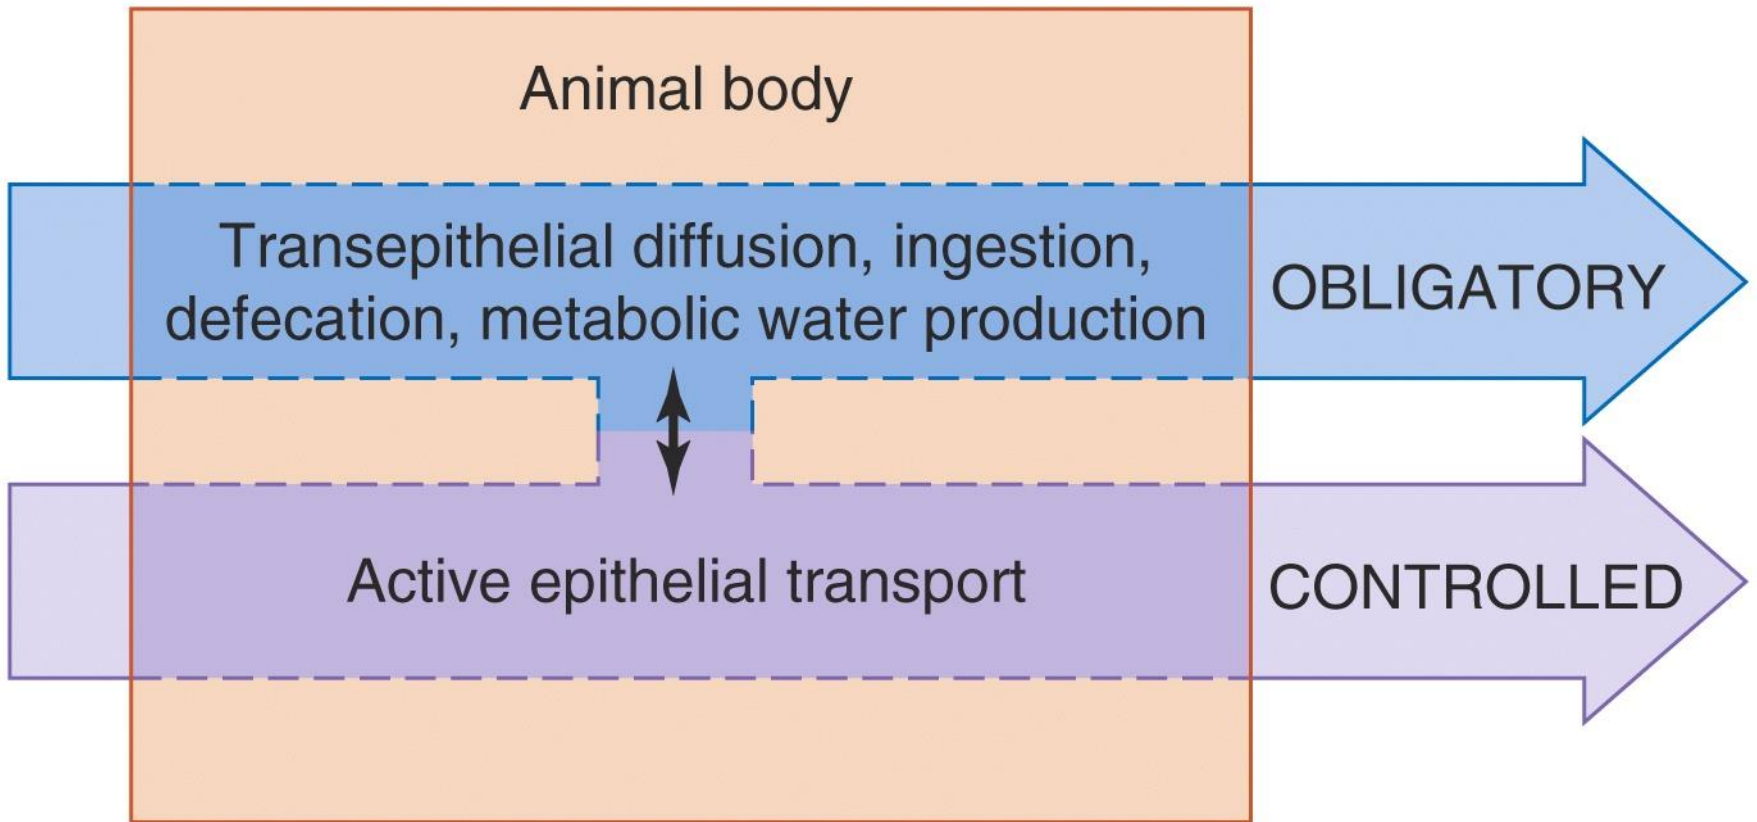 Animal body
Transepithelial diffusion, ingestion,
defecation, metabolic water production
OBLIGATORY
Active epithelial transport
CONTROLLED